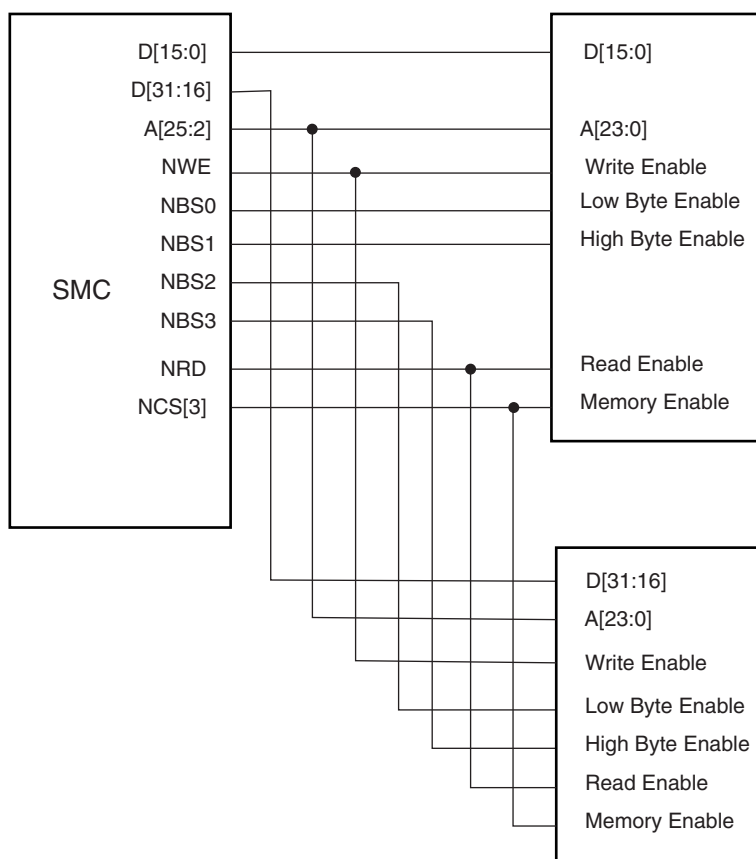 D[15:0]
D[31:16]
A[25:2]
NWE
NBS0
NBS1
NBS2
NBS3
NRD
NCS[3]
SMC
D[15:0]
A[23:0]
Write Enable
Low Byte Enable
High Byte Enable
Read Enable
Memory Enable
D[31:16]
A[23:0]
Write Enable
Low Byte Enable
High Byte Enable
Read Enable
Memory Enable